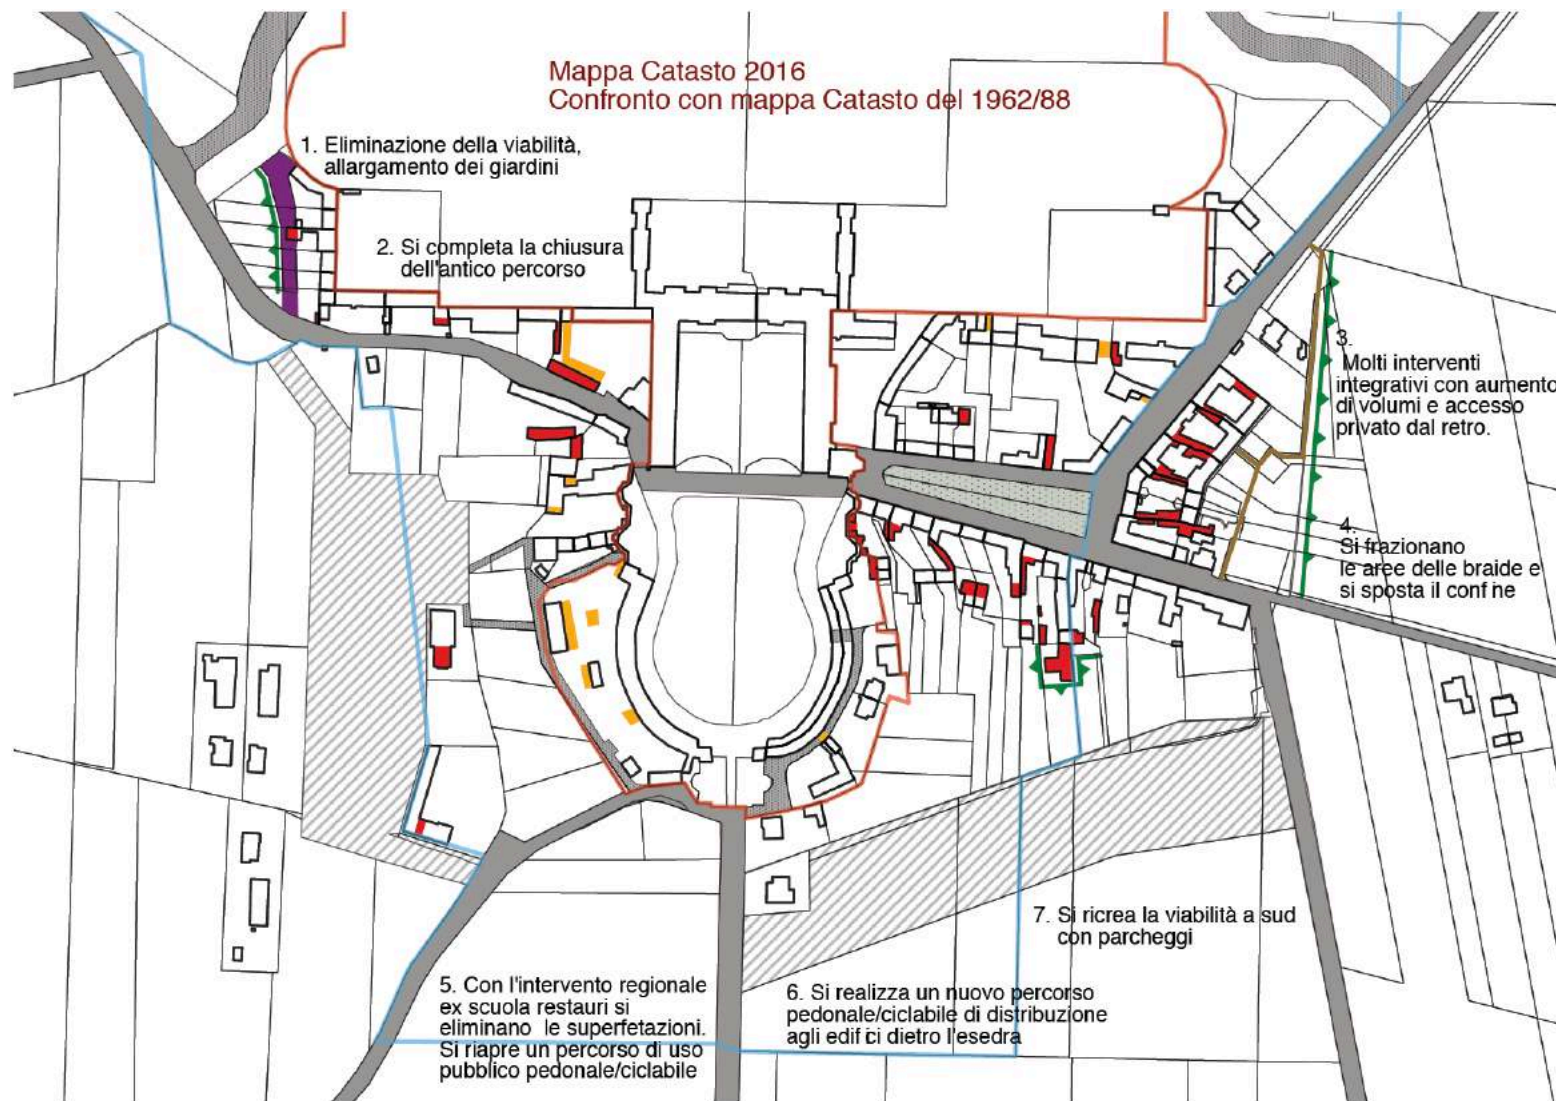 Mappa Catasto 2016
Confronto con mappa Catasto del 1962/88
1. Eliminazione della viabilità,
allargamento dei giardini
2. Si completa la chiusura
dell'antico percorso
3.
Molti interventi
integrativi con aumento
di volumi e accesso
privato dal retro.
4.
Si frazionano
le aree delle braide e
si sposta il confine
5. Con l'intervento regionale
ex scuola restauri si
eliminano le superfetazioni.
Si riapre un percorso di uso
pubblico pedonale/ciclabile
6. Si realizza un nuovo percorso
pedonale/ciclabile di distribuzione
agli edifici dietro l'esedra
7. Si ricrea la viabilità a sud
con parcheggi